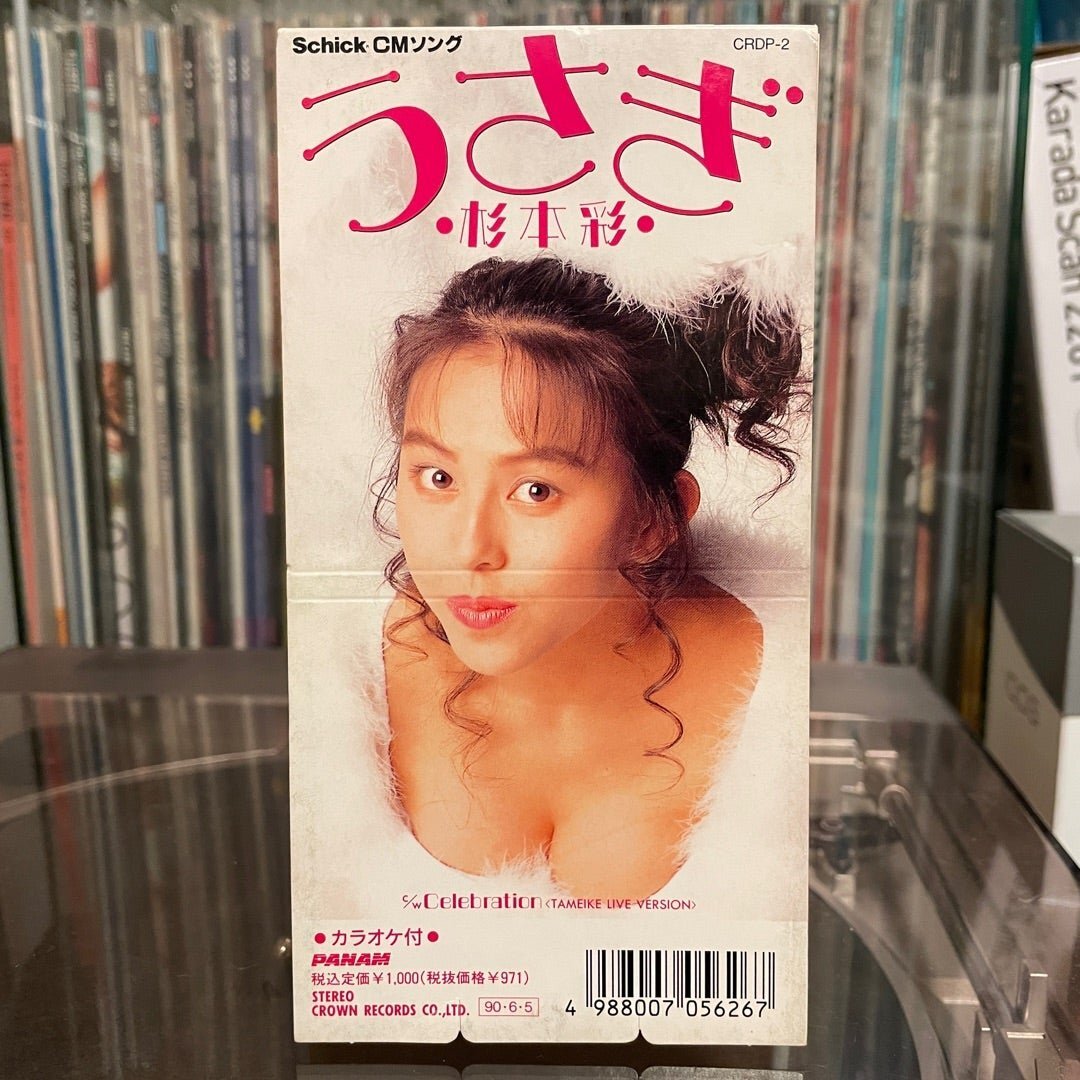 Schick・CMソング
CRDP-2
うさぎ
・杉本彩・
c/w Celebration〈TAMEIKE LIVE VERSION〉
●カラオケ付●
PANAM
税込定価￥1,000(税抜価格￥971)
STEREO
CROWN RECORDS CO.,LTD. 90・6・5
4 988007 056267
Karada Scan